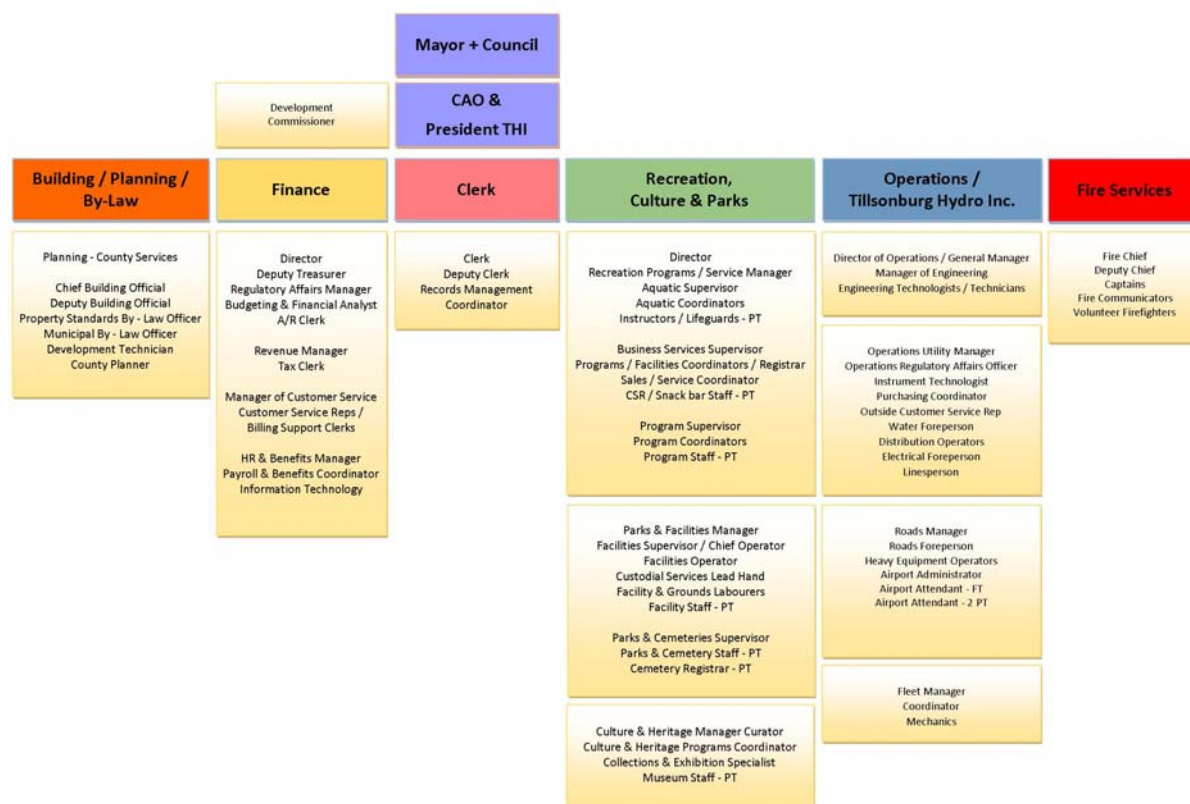 Mayor + Council
Development
Commissioner
CAO &
President THI
Building / Planning /
By-Law
Finance
Clerk
Recreation,
Culture & Parks
Operations /
Tillsonburg Hydro Inc.
Fire Services
Planning - County Services
Chief Building Official
Deputy Building Official
Property Standards By - Law Officer
Municipal By - Law Officer
Development Technician
County Planner
Director
Deputy Treasurer
Regulatory Affairs Manager
Budgeting & Financial Analyst
A/R Clerk
Revenue Manager
Tax Clerk
Manager of Customer Service
Customer Service Reps /
Billing Support Clerks
HR & Benefits Manager
Payroll & Benefits Coordinator
Information Technology
Clerk
Deputy Clerk
Records Management
Coordinator
Director
Recreation Programs / Service Manager
Aquatic Supervisor
Aquatic Coordinators
Instructors / Lifeguards - PT
Business Services Supervisor
Programs / Facilities Coordinators / Registrar
Sales / Service Coordinator
CSR / Snack bar Staff - PT
Program Supervisor
Program Coordinators
Program Staff - PT
Parks & Facilities Manager
Facilities Supervisor / Chief Operator
Facilities Operator
Custodial Services Lead Hand
Facility & Grounds Labourers
Facility Staff - PT
Parks & Cemeteries Supervisor
Parks & Cemetery Staff - PT
Cemetery Registrar - PT
Culture & Heritage Manager Curator
Culture & Heritage Programs Coordinator
Collections & Exhibition Specialist
Museum Staff - PT
Director of Operations / General Manager
Manager of Engineering
Engineering Technologists / Technicians
Operations Utility Manager
Operations Regulatory Affairs Officer
Instrument Technologist
Purchasing Coordinator
Outside Customer Service Rep
Water Foreperson
Distribution Operators
Electrical Foreperson
Linesperson
Roads Manager
Roads Foreperson
Heavy Equipment Operators
Airport Administrator
Airport Attendant - FT
Airport Attendant - 2 PT
Fleet Manager
Coordinator
Mechanics
Fire Chief
Deputy Chief
Captains
Fire Communicators
Volunteer Firefighters